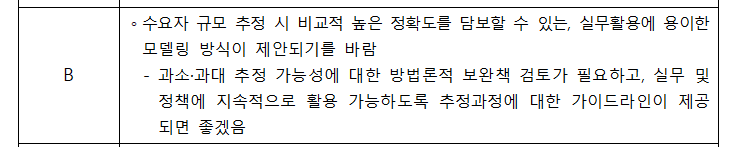 ◦ 수요자 규모 추정 시 비교적 높은 정확도를 담보할 수 있는, 실무활용에 용이한
모델링 방식이 제안되기를 바람
B
- 과소·과대 추정 가능성에 대한 방법론적 보완책 검토가 필요하고, 실무 및
정책에 지속적으로 활용 가능하도록 추정과정에 대한 가이드라인이 제공
되면 좋겠음